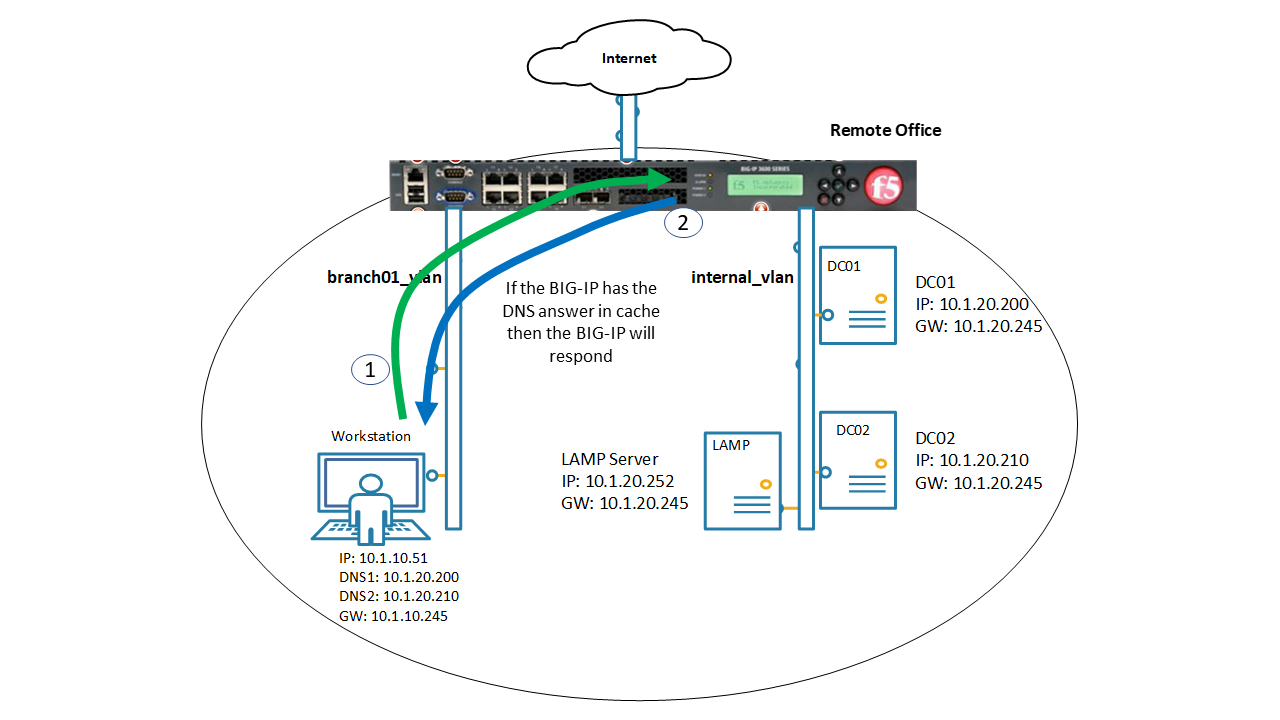 Internet
Remote Office
BIG-IP 3600 SERIES
f5
f5
2
branch01_vlan
internal_vlan
If the BIG-IP has the
DNS answer in cache
then the BIG-IP will
respond
DC01
DC01
IP: 10.1.20.200
GW: 10.1.20.245
1
Workstation
LAMP
DC02
DC02
IP: 10.1.20.210
GW: 10.1.20.245
LAMP Server
IP: 10.1.20.252
GW: 10.1.20.245
IP: 10.1.10.51
DNS1: 10.1.20.200
DNS2: 10.1.20.210
GW: 10.1.10.245